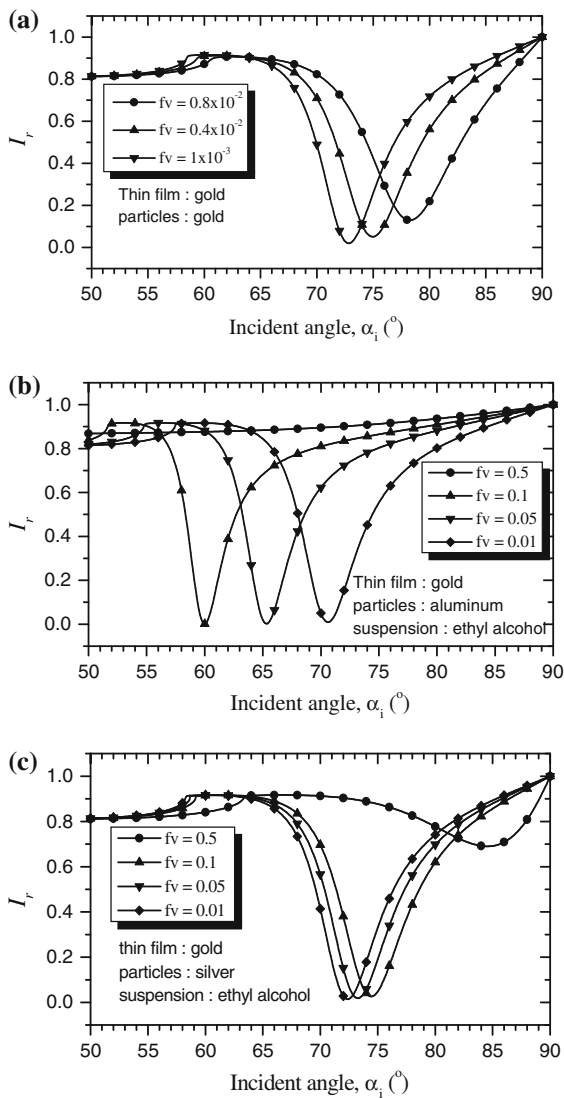 (a)
1.0
0.8
0.6
0.4
0.2
0.0
I_r
fv = 0.8x10⁻²
fv = 0.4x10⁻²
fv = 1x10⁻³
Thin film : gold
particles : gold
50 55 60 65 70 75 80 85 90
Incident angle, α_i (°)
(b)
1.0
0.8
0.6
0.4
0.2
0.0
I_r
fv = 0.5
fv = 0.1
fv = 0.05
fv = 0.01
Thin film : gold
particles : aluminum
suspension : ethyl alcohol
50 55 60 65 70 75 80 85 90
Incident angle, α_i (°)
(c)
1.0
0.8
0.6
0.4
0.2
0.0
I_r
fv = 0.5
fv = 0.1
fv = 0.05
fv = 0.01
thin film : gold
particles : silver
suspension : ethyl alcohol
50 55 60 65 70 75 80 85 90
Incident angle, α_i (°)